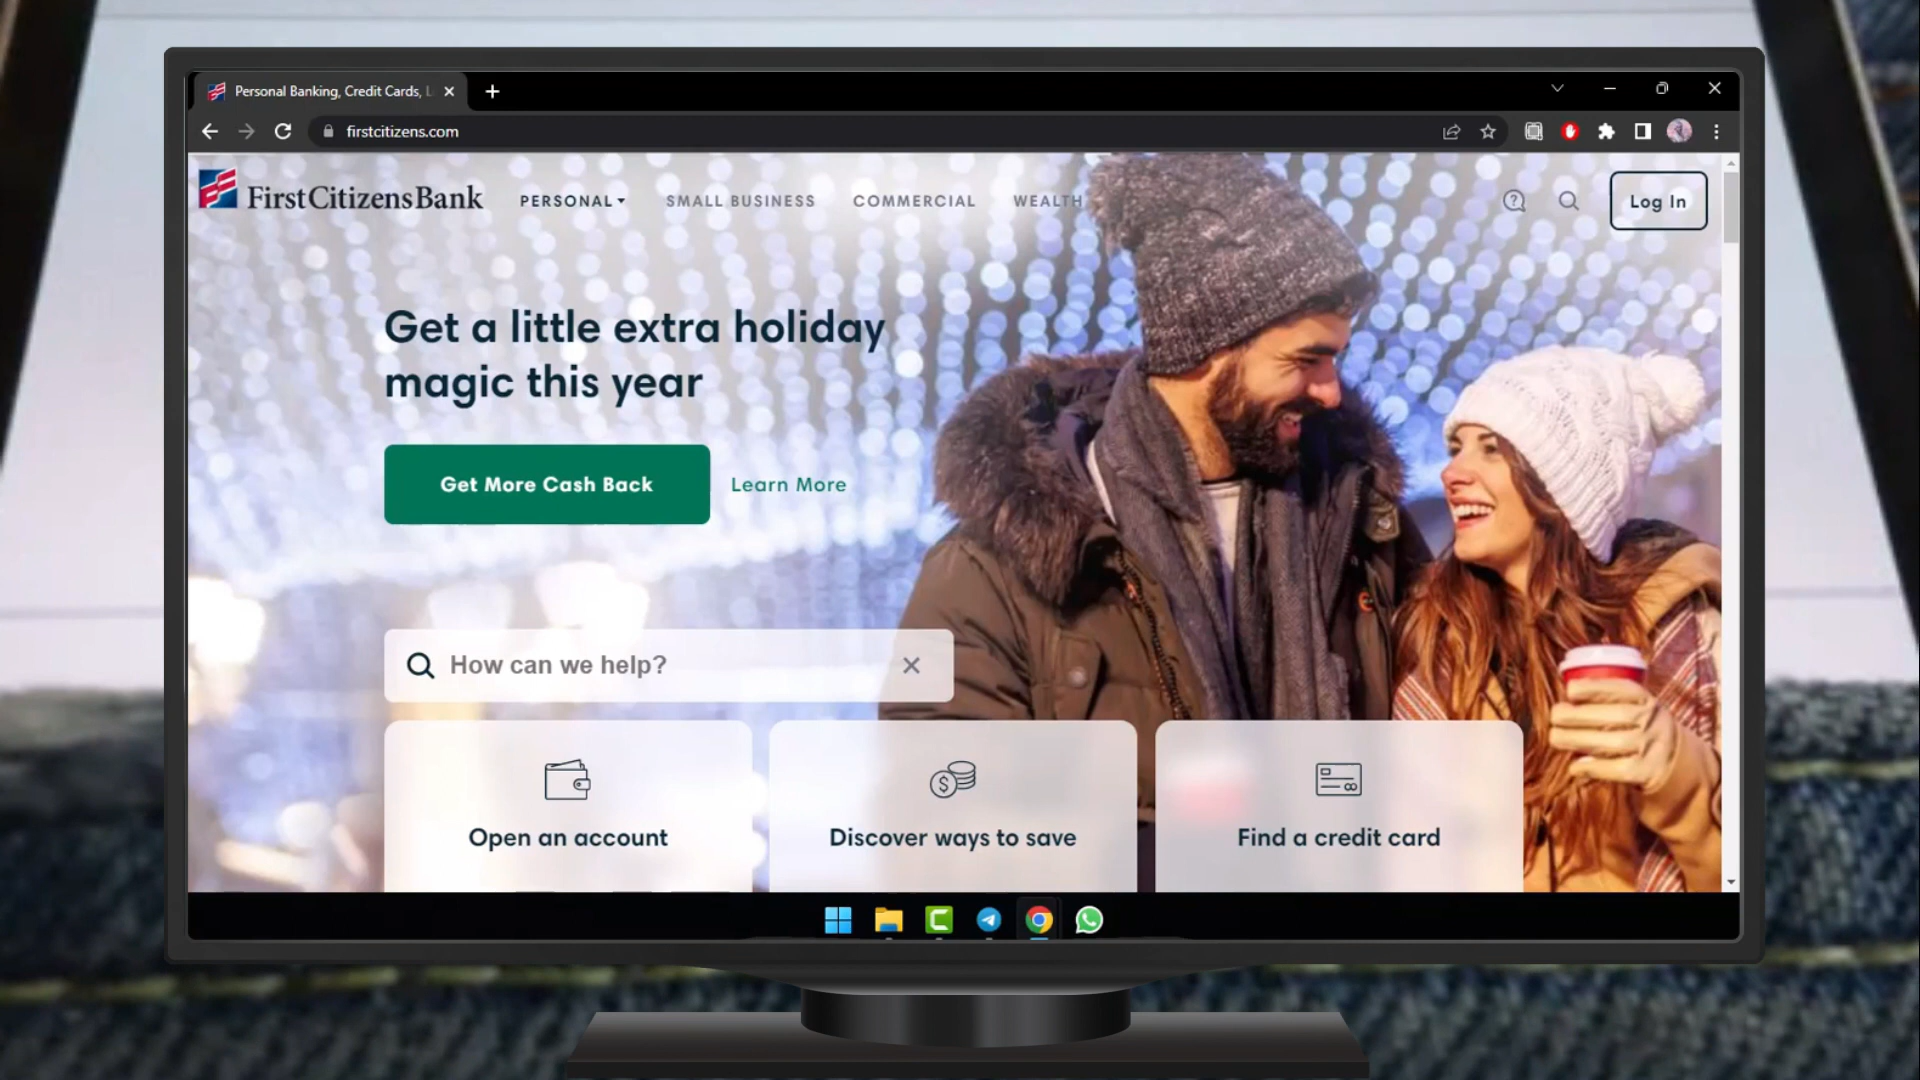 Personal Banking, Credit Cards, L
firstcitizens.com
First Citizens Bank
PERSONAL
SMALL BUSINESS
COMMERCIAL
WEALTH
Log In
Get a little extra holiday
magic this year
Get More Cash Back
Learn More
How can we help?
Open an account
Discover ways to save
Find a credit card